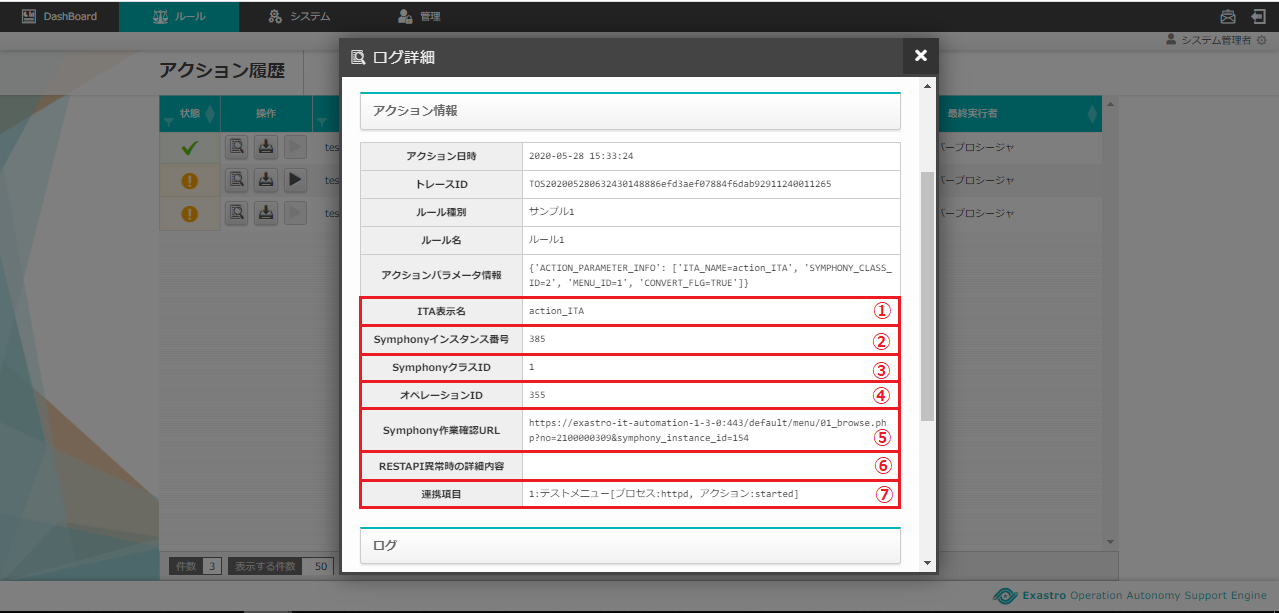 DashBoard ルール システム 管理
システム管理者
アクション履歴
ログ詳細
状態 操作 最終実行者
tes バープロシージャ
tes バープロシージャ
tes バープロシージャ
アクション情報
アクション日時 2020-05-28 15:33:24
トレースID TOS20200528063243014888​6efd3aef07884f6dab92911240011265
ルール種別 サンプル1
ルール名 ルール1
アクションパラメータ情報 {'ACTION_PARAMETER_INFO': ['ITA_NAME=action_ITA', 'SYMPHONY_CLASS_
ID=2', 'MENU_ID=1', 'CONVERT_FLG=TRUE']}
ITA表示名 action_ITA ①
Symphonyインスタンス番号 385 ②
SymphonyクラスID 1 ③
オペレーションID 355 ④
Symphony作業確認URL https://exastro-it-automation-1-3-0:443/default/menu/01_browse.ph
p?no=2100000309&symphony_instance_id=154 ⑤
RESTAPI異常時の詳細内容 ⑥
連携項目 1:テストメニュー[プロセス:httpd, アクション:started] ⑦
ログ
件数 3 表示する件数 50
Exastro Operation Autonomy Support Engine